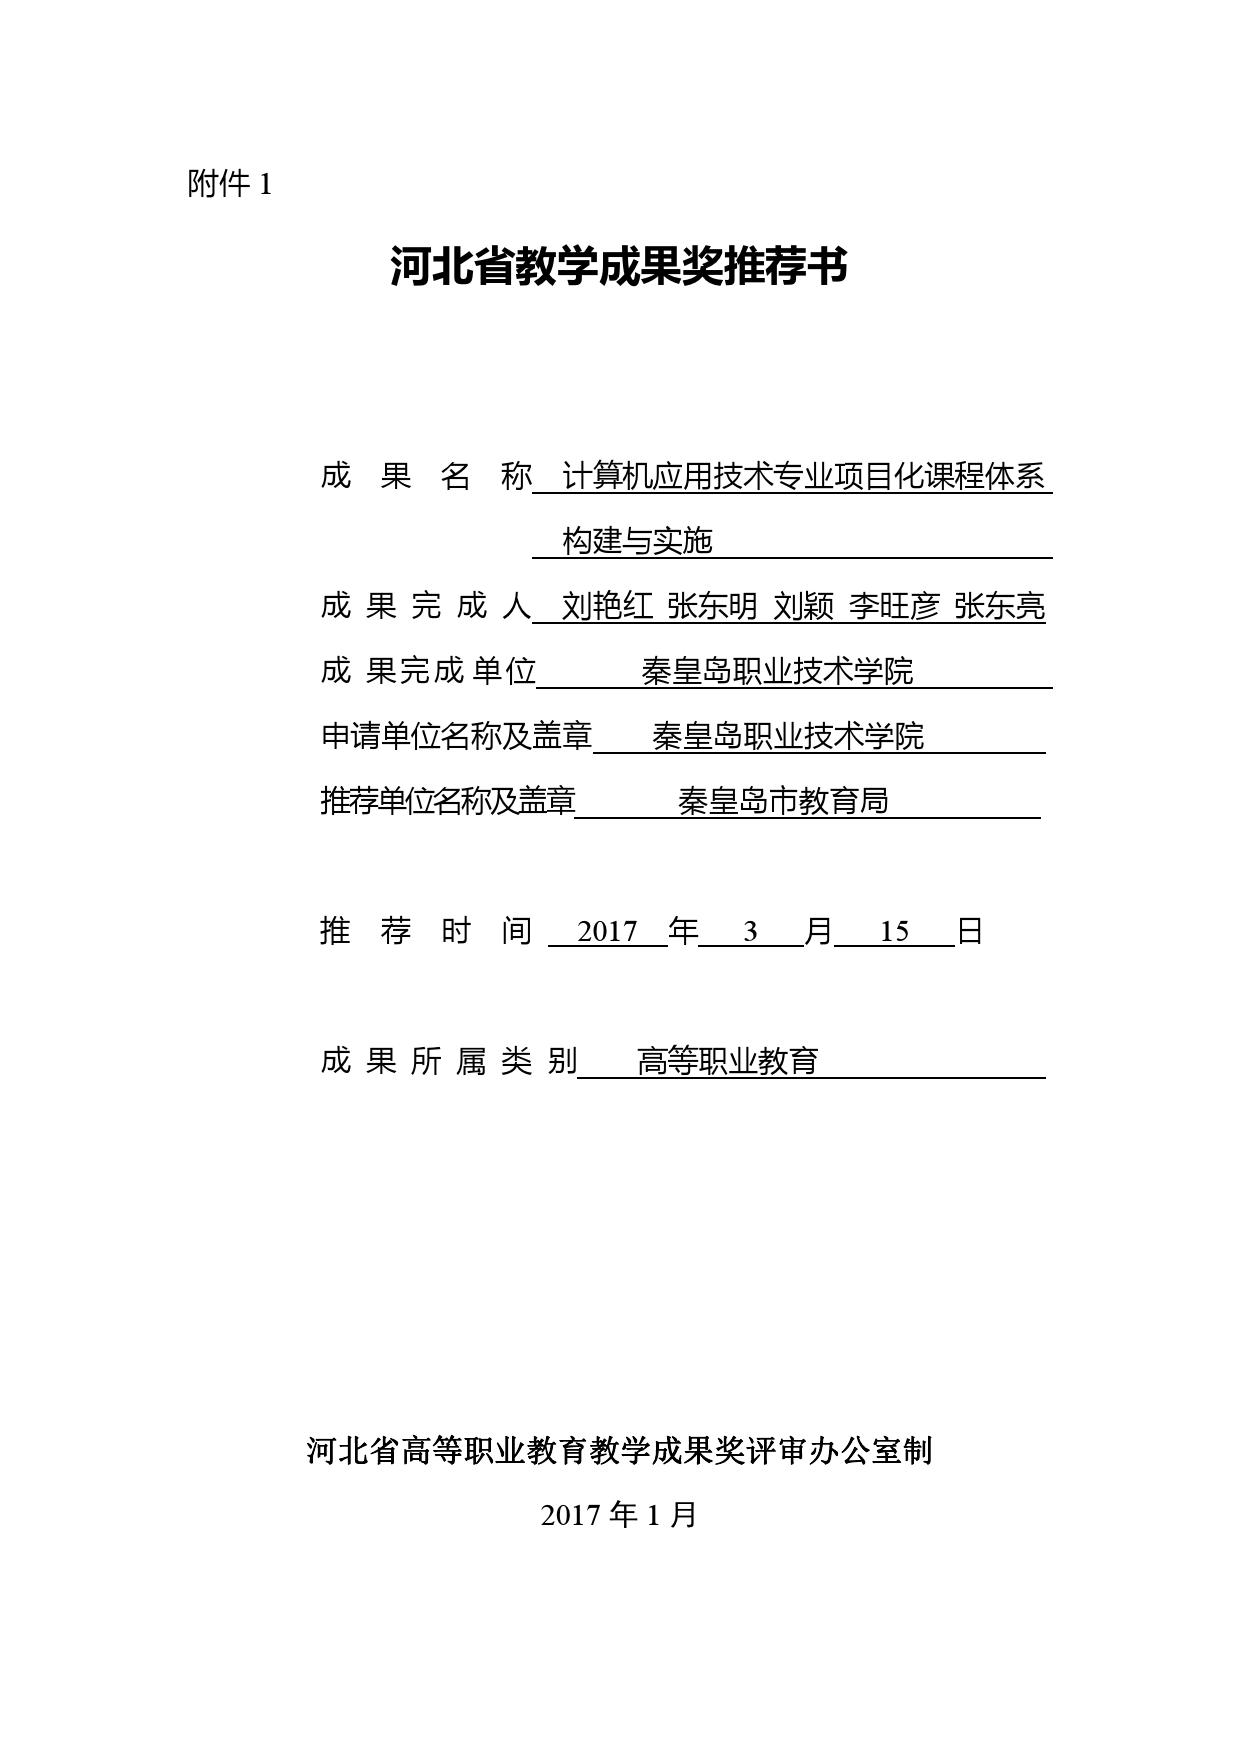 附件 1
河北省教学成果奖推荐书
成 果 名 称 计算机应用技术专业项目化课程体系
构建与实施
成 果 完 成 人 刘艳红 张东明 刘颖 李旺彦 张东亮
成 果完成 单位 秦皇岛职业技术学院
申请单位名称及盖章 秦皇岛职业技术学院
推荐单位名称及盖章 秦皇岛市教育局
推 荐 时 间 2017 年 3 月 15 日
成 果 所 属 类 别 高等职业教育
河北省高等职业教育教学成果奖评审办公室制
2017 年 1 月